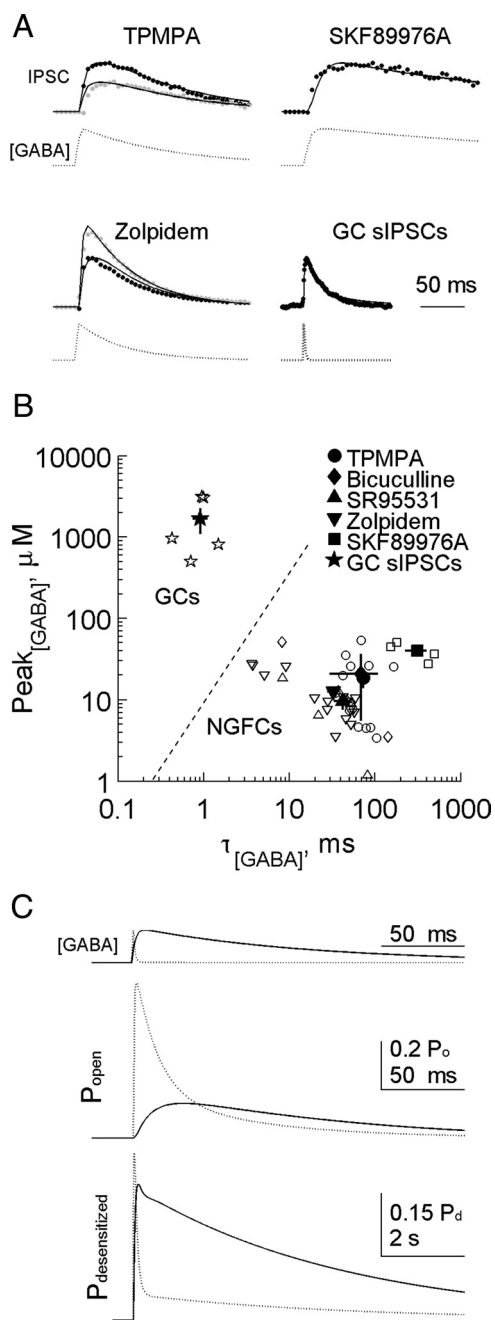 A
TPMPA
SKF89976A
IPSC
[GABA]
Zolpidem
GC sIPSCs
50 ms
B
10000
1000
100
10
1
Peak[GABA], μM
TPMPA
Bicuculline
SR95531
Zolpidem
SKF89976A
GC sIPSCs
GCs
NGFCs
0.1
1
10
100
1000
τ[GABA], ms
C
[GABA]
50 ms
Popen
0.2 Po
50 ms
Pdesensitized
0.15 Pd
2 s